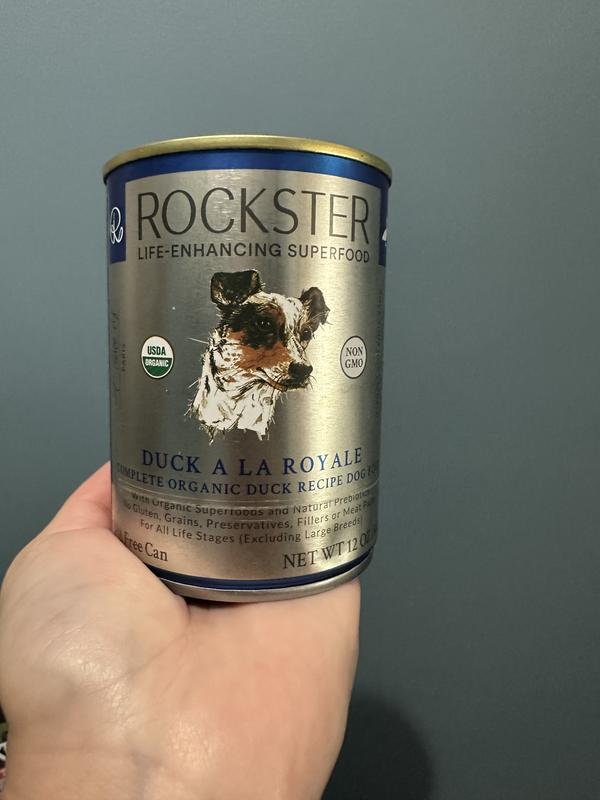 R
ROCKSTER
LIFE-ENHANCING SUPERFOOD
USDA
ORGANIC
NON
GMO
DUCK A LA ROYALE
COMPLETE ORGANIC DUCK RECIPE DOG
With Organic Superfoods and Natural Prebiotics
No Gluten, Grains, Preservatives, Fillers or Meat
For All Life Stages (Excluding Large Breeds)
Free Can
NET WT 12